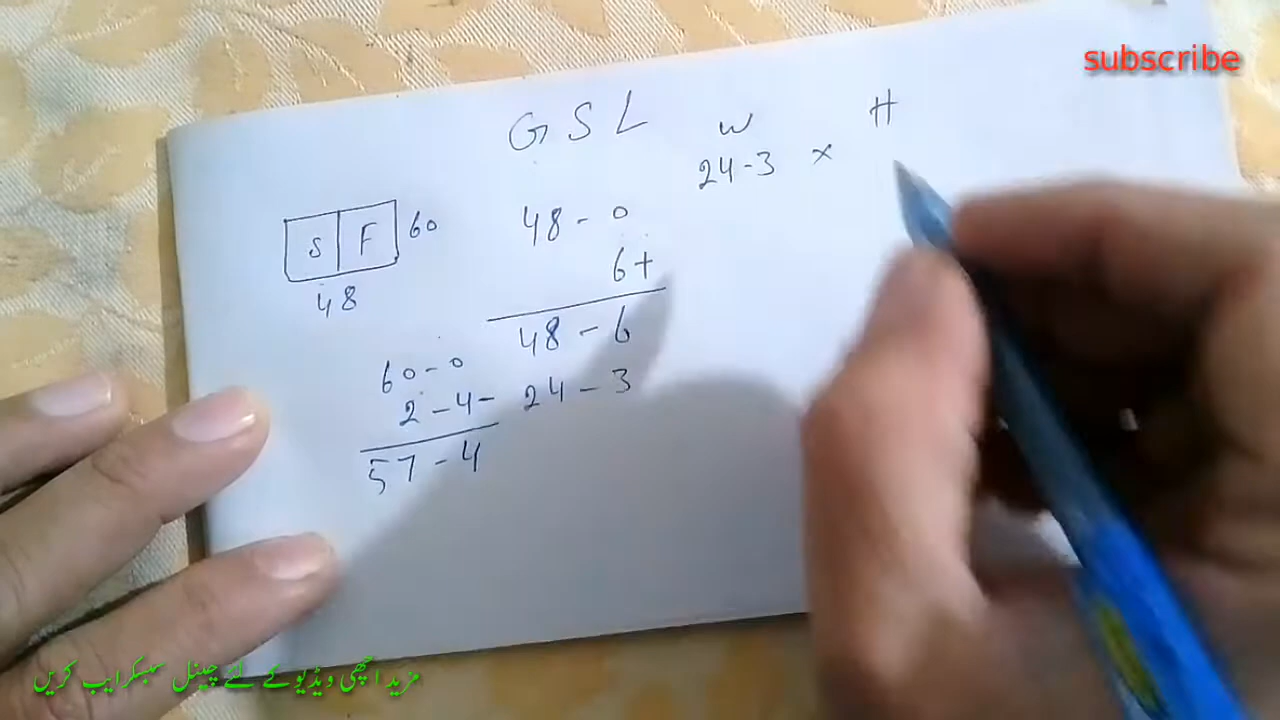 subscribe
GSL
W H
24-3 ×
S F 60
48
48-0
6+
48-6
24-3
60-0
2-4-
57-4
مزید اچھی ویڈیو کے لئے چینل سبسکرایب کریں